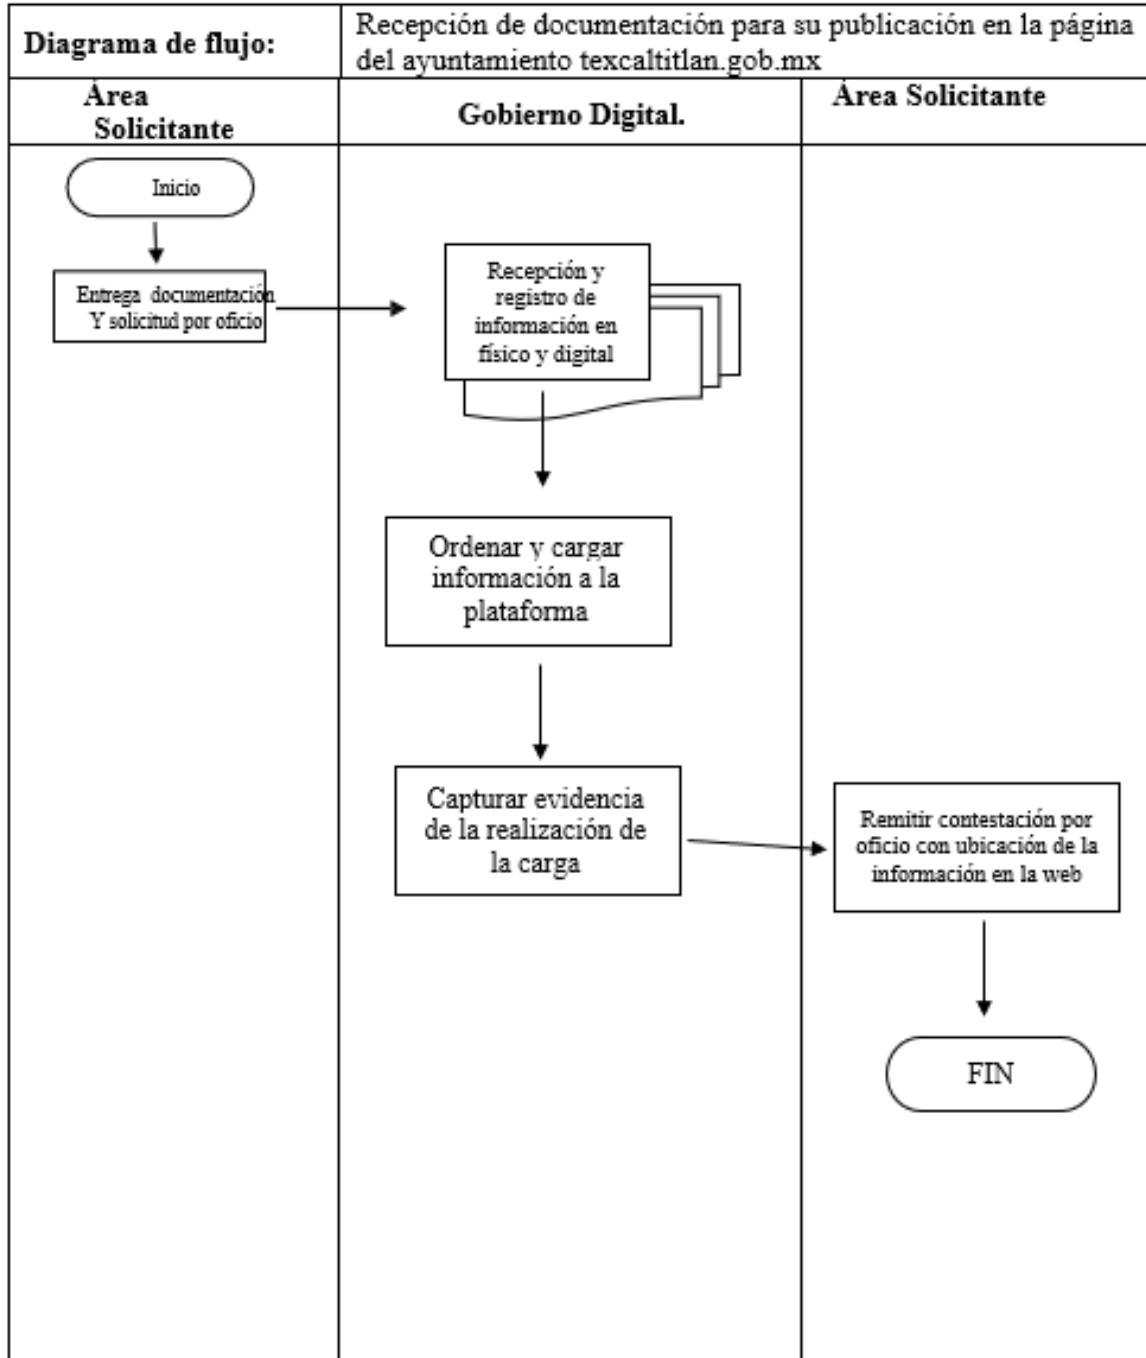 Diagrama de flujo:
Recepción de documentación para su publicación en la página
del ayuntamiento texcaltitlan.gob.mx
Área
Solicitante
Gobierno Digital.
Área Solicitante
Inicio
Entrega documentación
Y solicitud por oficio
Recepción y
registro de
información en
físico y digital
Ordenar y cargar
información a la
plataforma
Capturar evidencia
de la realización de
la carga
Remitir contestación por
oficio con ubicación de la
información en la web
FIN